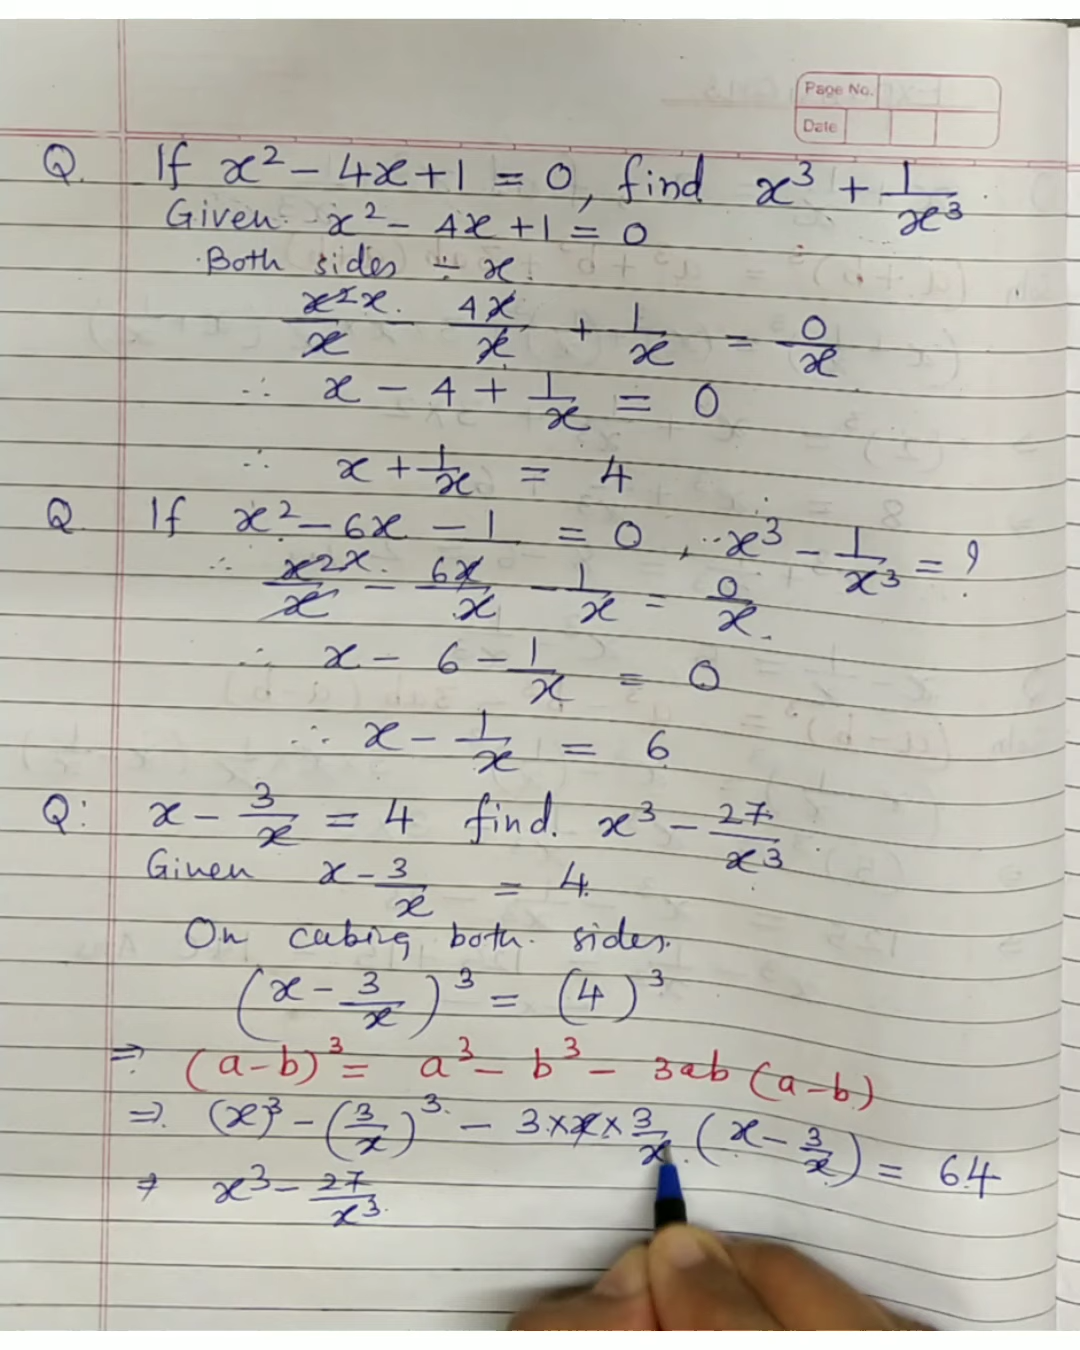 Page No.
Date
Q. If x² - 4x + 1 = 0, find x³ + 1/x³.
Given. x² - 4x + 1 = 0
Both sides ÷ x.
x²x/x - 4x/x + 1/x = 0/x
∴ x - 4 + 1/x = 0
∴ x + 1/x = 4
Q. If x² - 6x - 1 = 0, x³ - 1/x³ = ?
∴ x²x/x - 6x/x - 1/x = 0/x.
∴ x - 6 - 1/x = 0
∴ x - 1/x = 6
Q: x - 3/x = 4 find. x³ - 27/x³
Given x - 3/x = 4.
On cubing both sides.
(x - 3/x)³ = (4)³
⇒ (a-b)³ = a³ - b³ - 3ab (a-b)
⇒ (x)³ - (3/x)³ - 3 × x × 3/x (x - 3/x) = 64
⇒ x³ - 27/x³